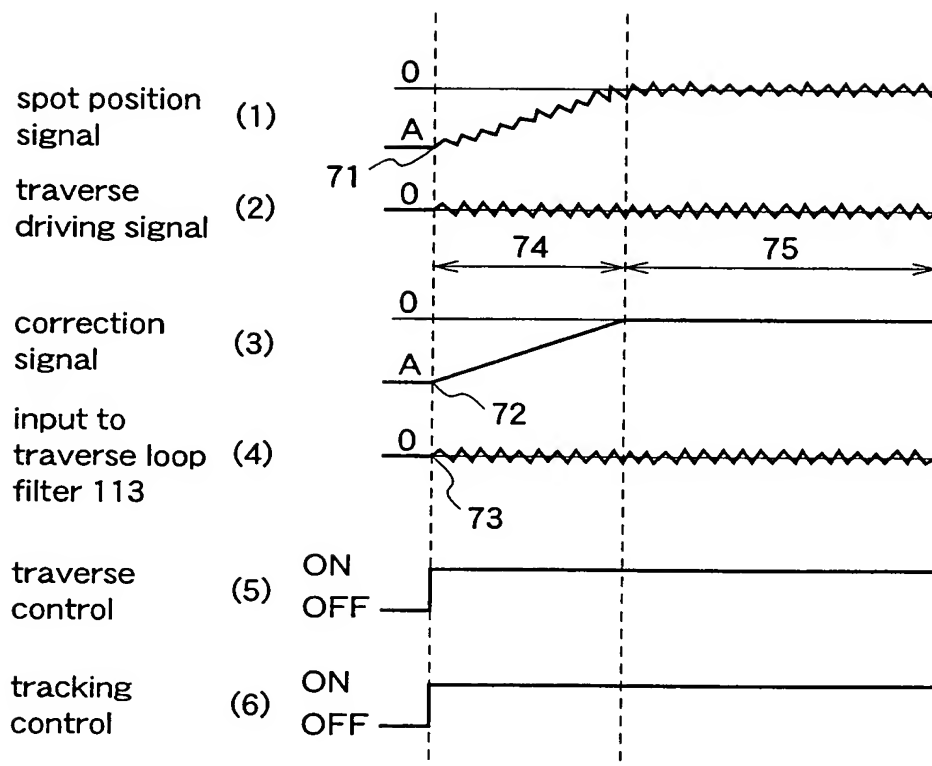 0
spot position
signal
(1)
A
71
traverse
driving signal
(2)
0
74
75
correction
signal
(3)
0
A
72
input to
traverse loop
filter 113
(4)
0
73
traverse
control
(5)
ON
OFF
tracking
control
(6)
ON
OFF